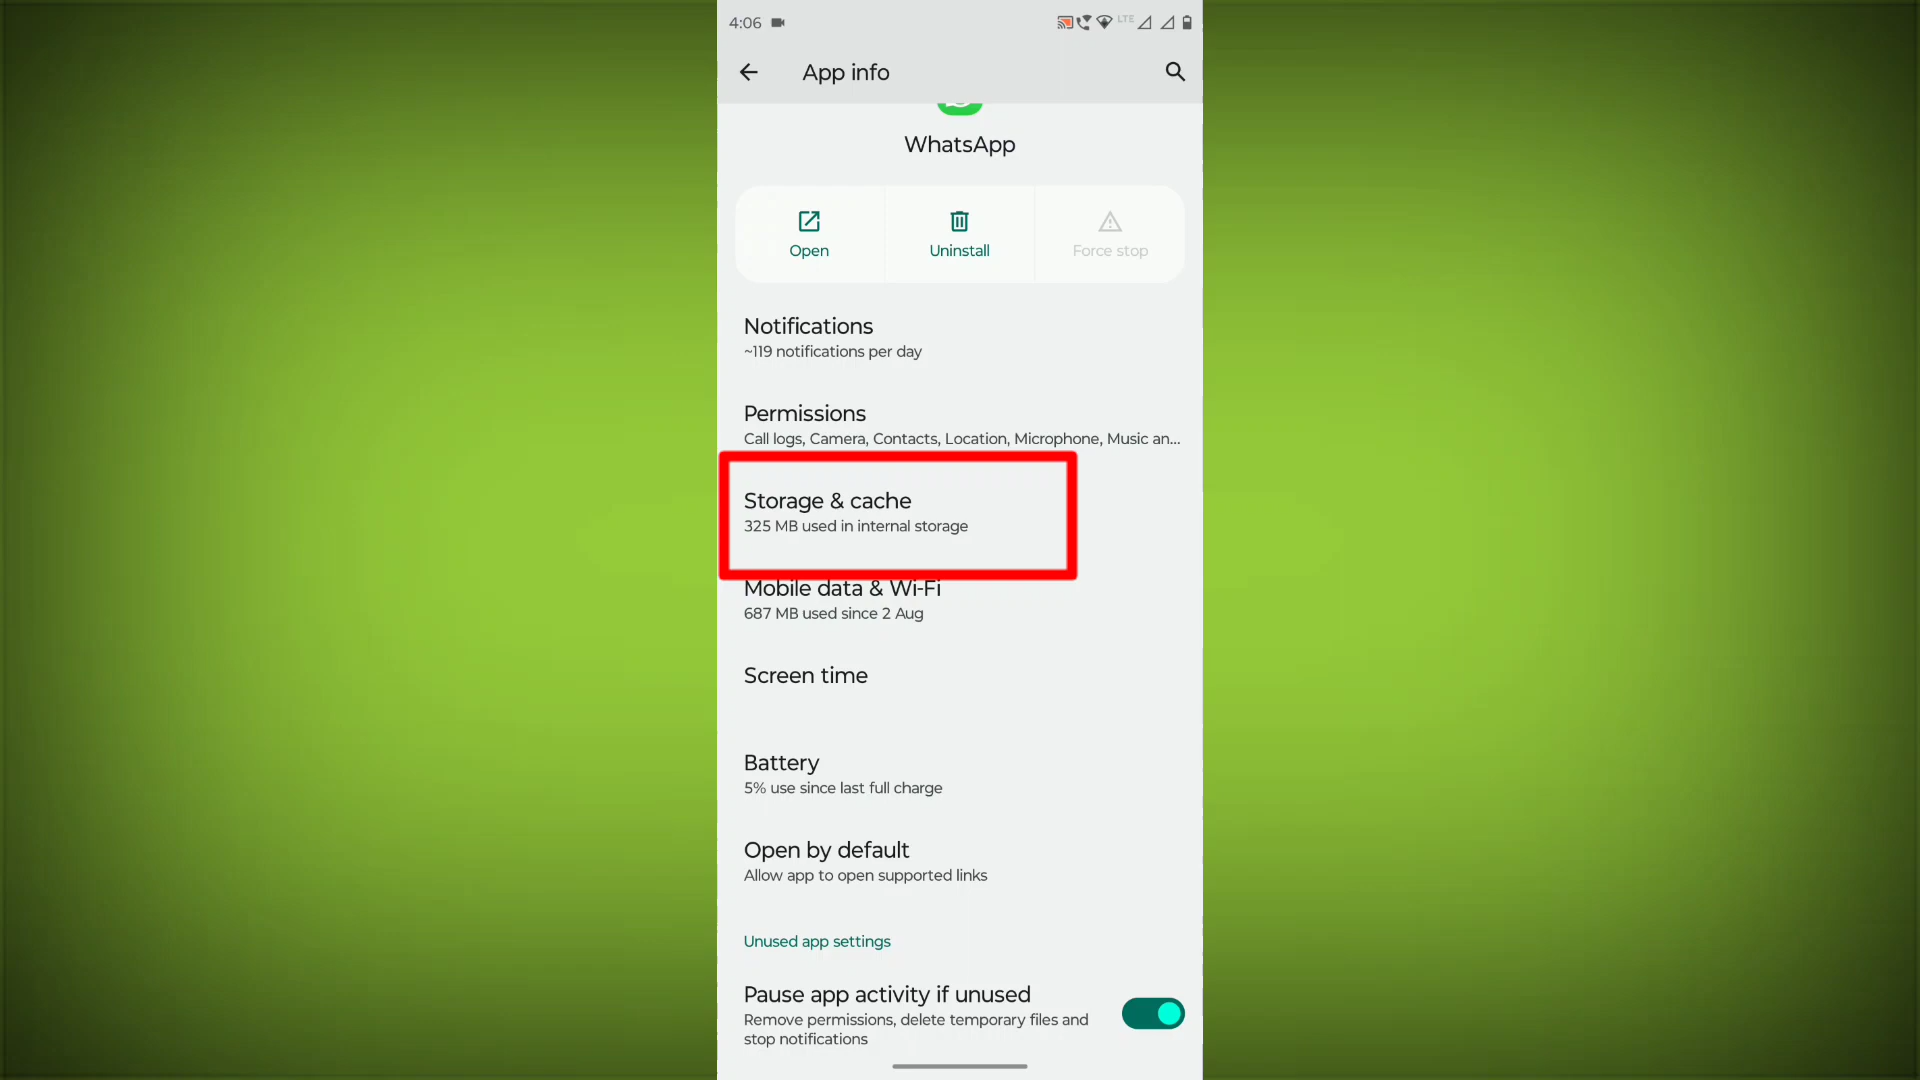 4:06
LTE
App info
WhatsApp
Open
Uninstall
Force stop
Notifications
~119 notifications per day
Permissions
Call logs, Camera, Contacts, Location, Microphone, Music an...
Storage & cache
325 MB used in internal storage
Mobile data & Wi-Fi
687 MB used since 2 Aug
Screen time
Battery
5% use since last full charge
Open by default
Allow app to open supported links
Unused app settings
Pause app activity if unused
Remove permissions, delete temporary files and
stop notifications